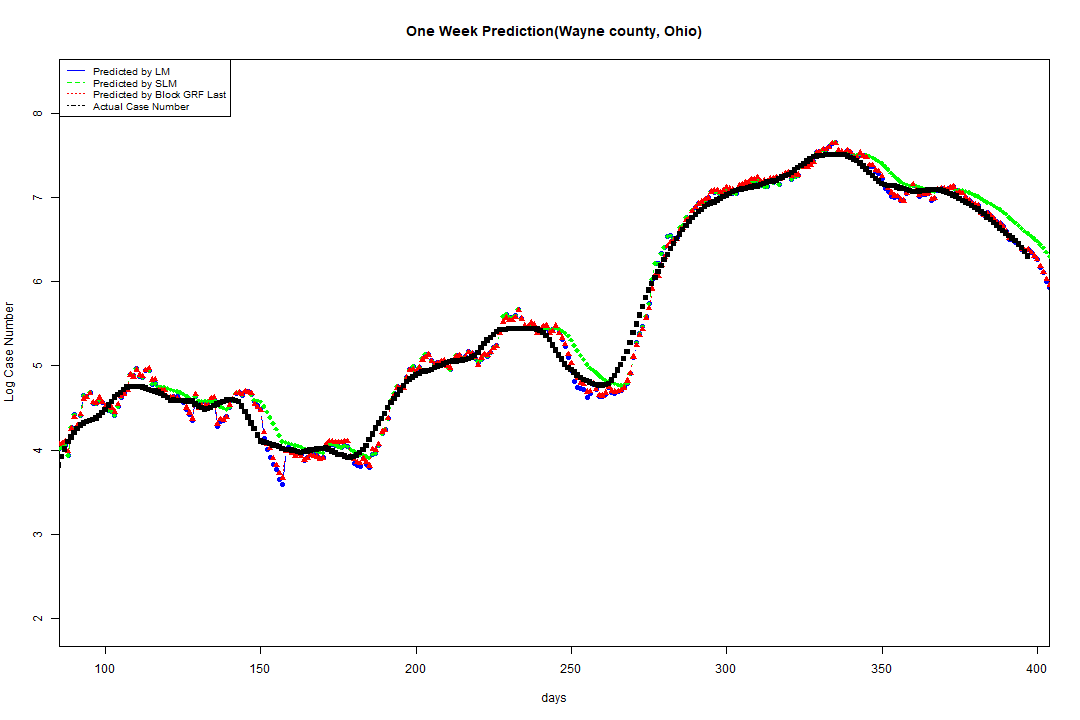 One Week Prediction(Wayne county, Ohio)
Predicted by LM
Predicted by SLM
Predicted by Block GRF Last
Actual Case Number
8
7
6
5
4
3
2
Log Case Number
100 150 200 250 300 350 400
days